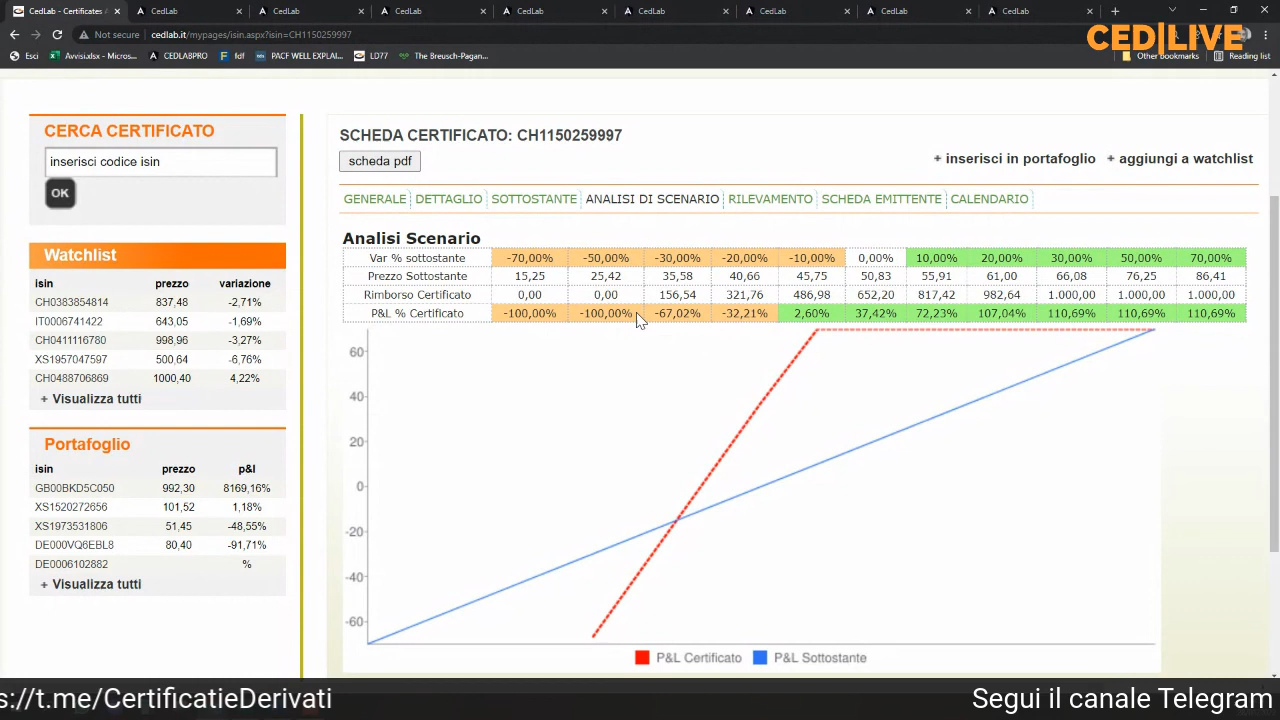 CedLab - Certificates
CedLab
CedLab
CedLab
CedLab
CedLab
CedLab
CedLab
CedLab
Not secure | cedlab.it/mypages/isin.aspx?isin=CH1150259997
CED|LIVE
Esci
Avvisi.xlsx - Micros...
CEDLABPRO
fdf
PACF WELL EXPLAI...
LO77
The Breusch-Pagan...
Other bookmarks
Reading list
CERCA CERTIFICATO
inserisci codice isin
OK
Watchlist
isin prezzo variazione
CH0383854814 837,48 -2,71%
IT0006741422 643,05 -1,69%
CH0411116780 998,99 -3,27%
XS1957047597 500,64 -6,76%
CH0488706869 1000,40 4,22%
+ Visualizza tutti
Portafoglio
isin prezzo p&l
GB00BKD5C050 992,30 8169,16%
XS1520272656 101,52 1,18%
XS1973531806 51,45 -48,55%
DE000VQ6EBL8 80,40 -91,71%
DE0006102882 %
+ Visualizza tutti
SCHEDA CERTIFICATO: CH1150259997
scheda pdf
+ inserisci in portafoglio + aggiungi a watchlist
GENERALE DETTAGLIO SOTTOSTANTE ANALISI DI SCENARIO RILEVAMENTO SCHEDA EMITTENTE CALENDARIO
Analisi Scenario
Var % sottostante -70,00% -50,00% -30,00% -20,00% -10,00% 0,00% 10,00% 20,00% 30,00% 50,00% 70,00%
Prezzo Sottostante 15,25 25,42 35,58 40,66 45,75 50,83 55,91 61,00 66,08 76,25 86,41
Rimborso Certificato 0,00 0,00 156,54 321,76 486,98 652,20 817,42 982,64 1.000,00 1.000,00 1.000,00
P&L % Certificato -100,00% -100,00% -67,02% -32,21% 2,60% 37,42% 72,23% 107,04% 110,69% 110,69% 110,69%
60
40
20
0
-20
-40
-60
P&L Certificato P&L Sottostante
s://t.me/CertificatieDerivati
Segui il canale Telegram